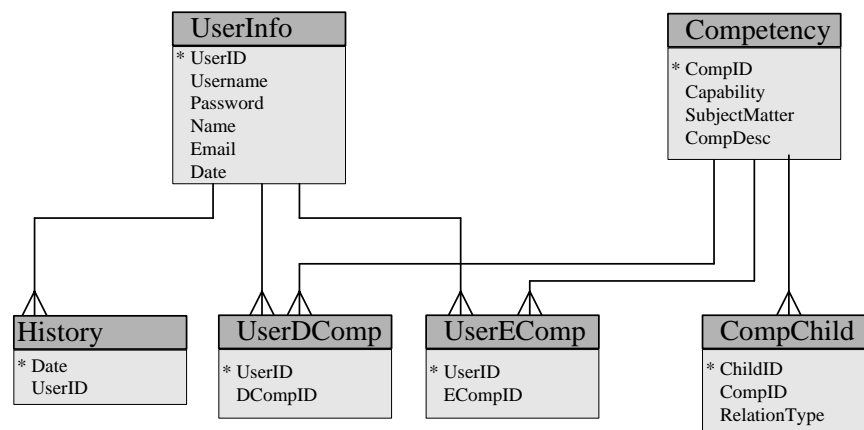 UserInfo
* UserID
Username
Password
Name
Email
Date
Competency
* CompID
Capability
SubjectMatter
CompDesc
History
* Date
UserID
UserDComp
* UserID
DCompID
UserEComp
* UserID
ECompID
CompChild
* ChildID
CompID
RelationType